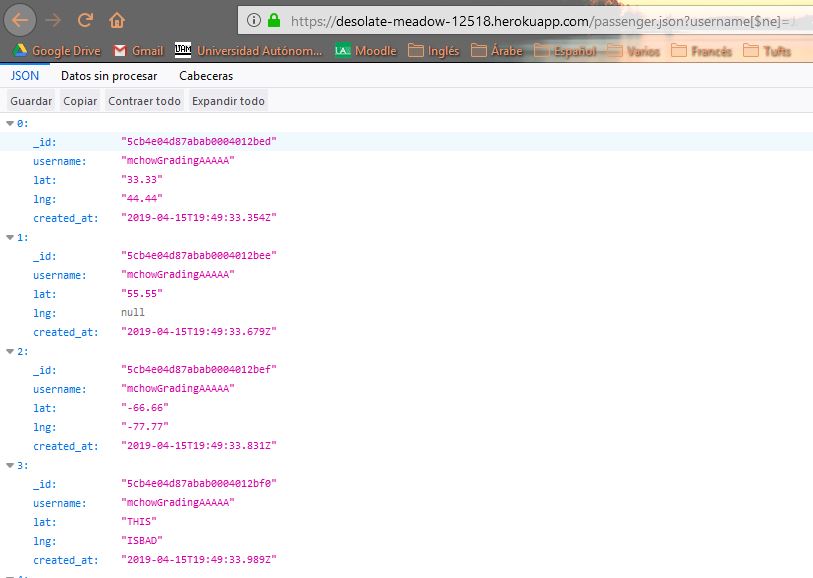 https://desolate-meadow-12518.herokuapp.com/passenger.json?username[$ne]=
Google Drive Gmail UAM Universidad Autónom... LA Moodle Inglés Árabe Español Varios Francés Tufts
JSON Datos sin procesar Cabeceras
Guardar Copiar Contraer todo Expandir todo
0:
_id: "5cb4e04d87abab0004012bed"
username: "mchowGradingAAAAA"
lat: "33.33"
lng: "44.44"
created_at: "2019-04-15T19:49:33.354Z"
1:
_id: "5cb4e04d87abab0004012bee"
username: "mchowGradingAAAAA"
lat: "55.55"
lng: null
created_at: "2019-04-15T19:49:33.679Z"
2:
_id: "5cb4e04d87abab0004012bef"
username: "mchowGradingAAAAA"
lat: "-66.66"
lng: "-77.77"
created_at: "2019-04-15T19:49:33.831Z"
3:
_id: "5cb4e04d87abab0004012bf0"
username: "mchowGradingAAAAA"
lat: "THIS"
lng: "ISBAD"
created_at: "2019-04-15T19:49:33.989Z"